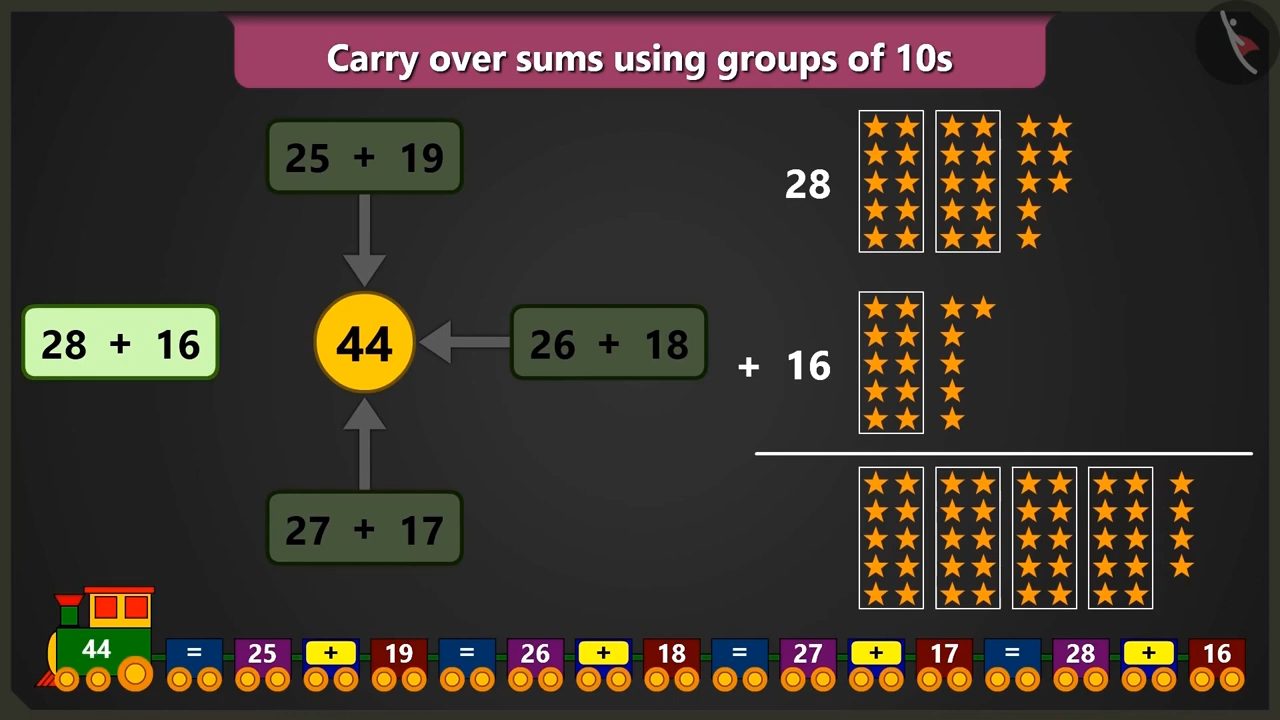 Carry over sums using groups of 10s
25 + 19
28
28 + 16
44
26 + 18
+ 16
27 + 17
44 = 25 + 19 = 26 + 18 = 27 + 17 = 28 + 16